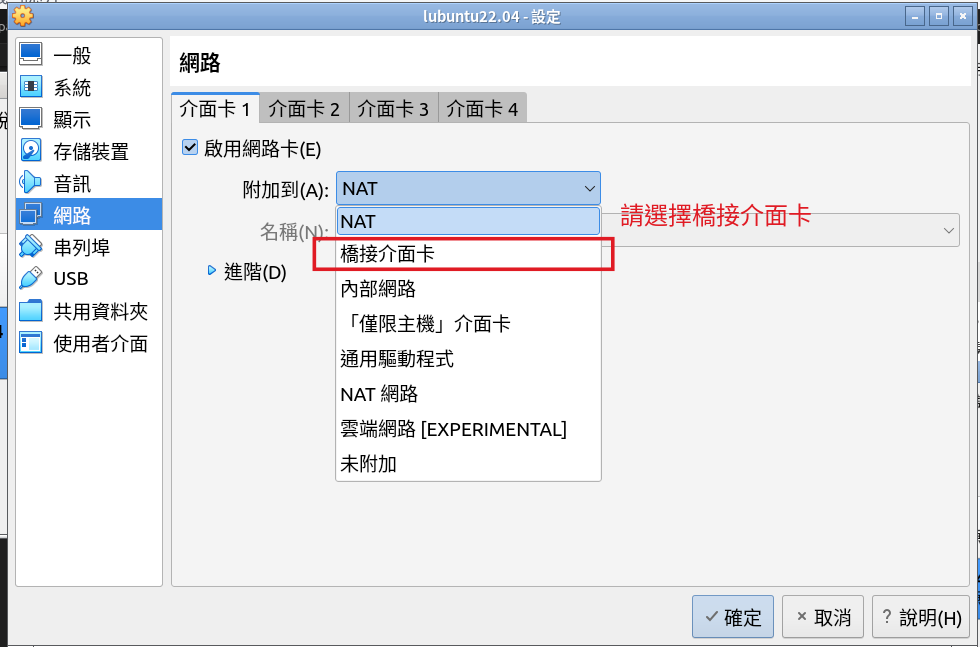 lubuntu22.04 - 設定
一般
系統
顯示
存儲裝置
音訊
網路
串列埠
USB
共用資料夾
使用者介面
網路
介面卡 1
介面卡 2
介面卡 3
介面卡 4
啟用網路卡(E)
附加到(A):
NAT
名稱(N):
進階(D)
NAT
橋接介面卡
內部網路
「僅限主機」介面卡
通用驅動程式
NAT 網路
雲端網路 [EXPERIMENTAL]
未附加
請選擇橋接介面卡
確定
取消
說明(H)